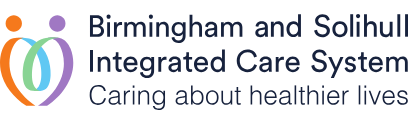 Birmingham and Solihull
Integrated Care System
Caring about healthier lives